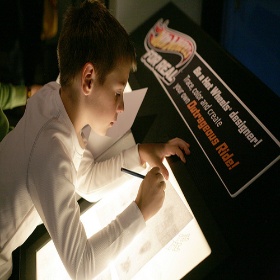 HOT WHEELS
Be a Hot Wheels designer!
Trace, color and create
your own Outrageous Ride!